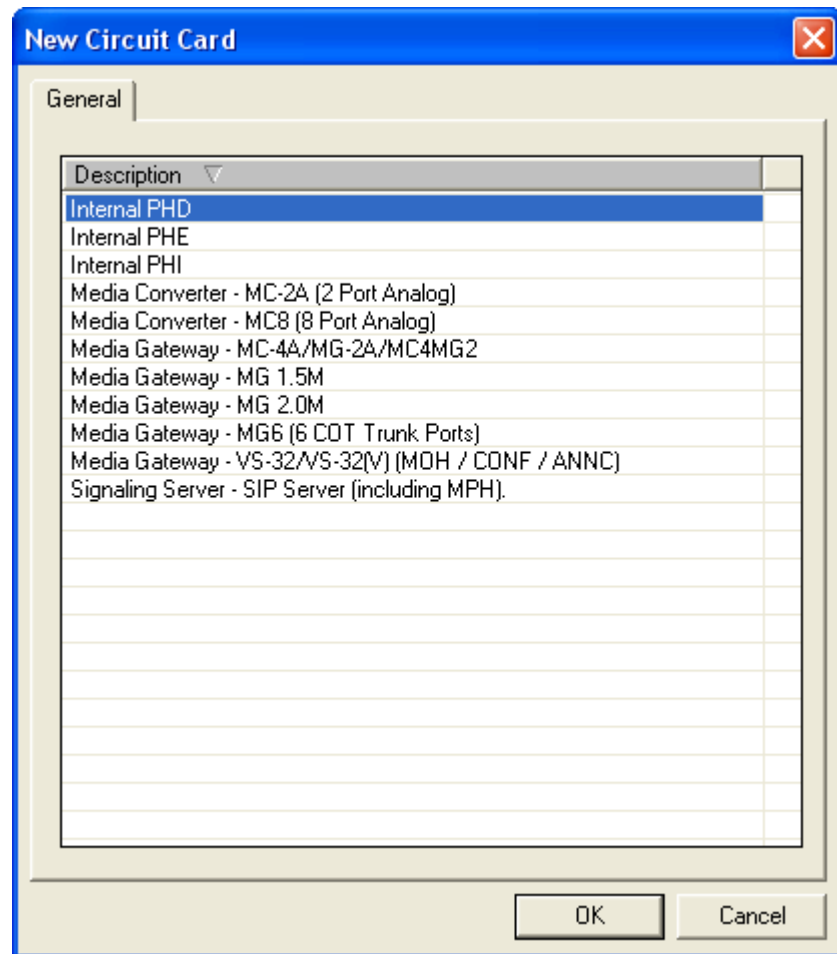 New Circuit Card
General
Description
Internal PHD
Internal PHE
Internal PHI
Media Converter - MC-2A (2 Port Analog)
Media Converter - MC8 (8 Port Analog)
Media Gateway - MC-4A/MG-2A/MC4MG2
Media Gateway - MG 1.5M
Media Gateway - MG 2.0M
Media Gateway - MG6 (6 COT Trunk Ports)
Media Gateway - VS-32/VS-32(V) (MOH / CONF / ANNC)
Signaling Server - SIP Server (including MPH).
OK Cancel